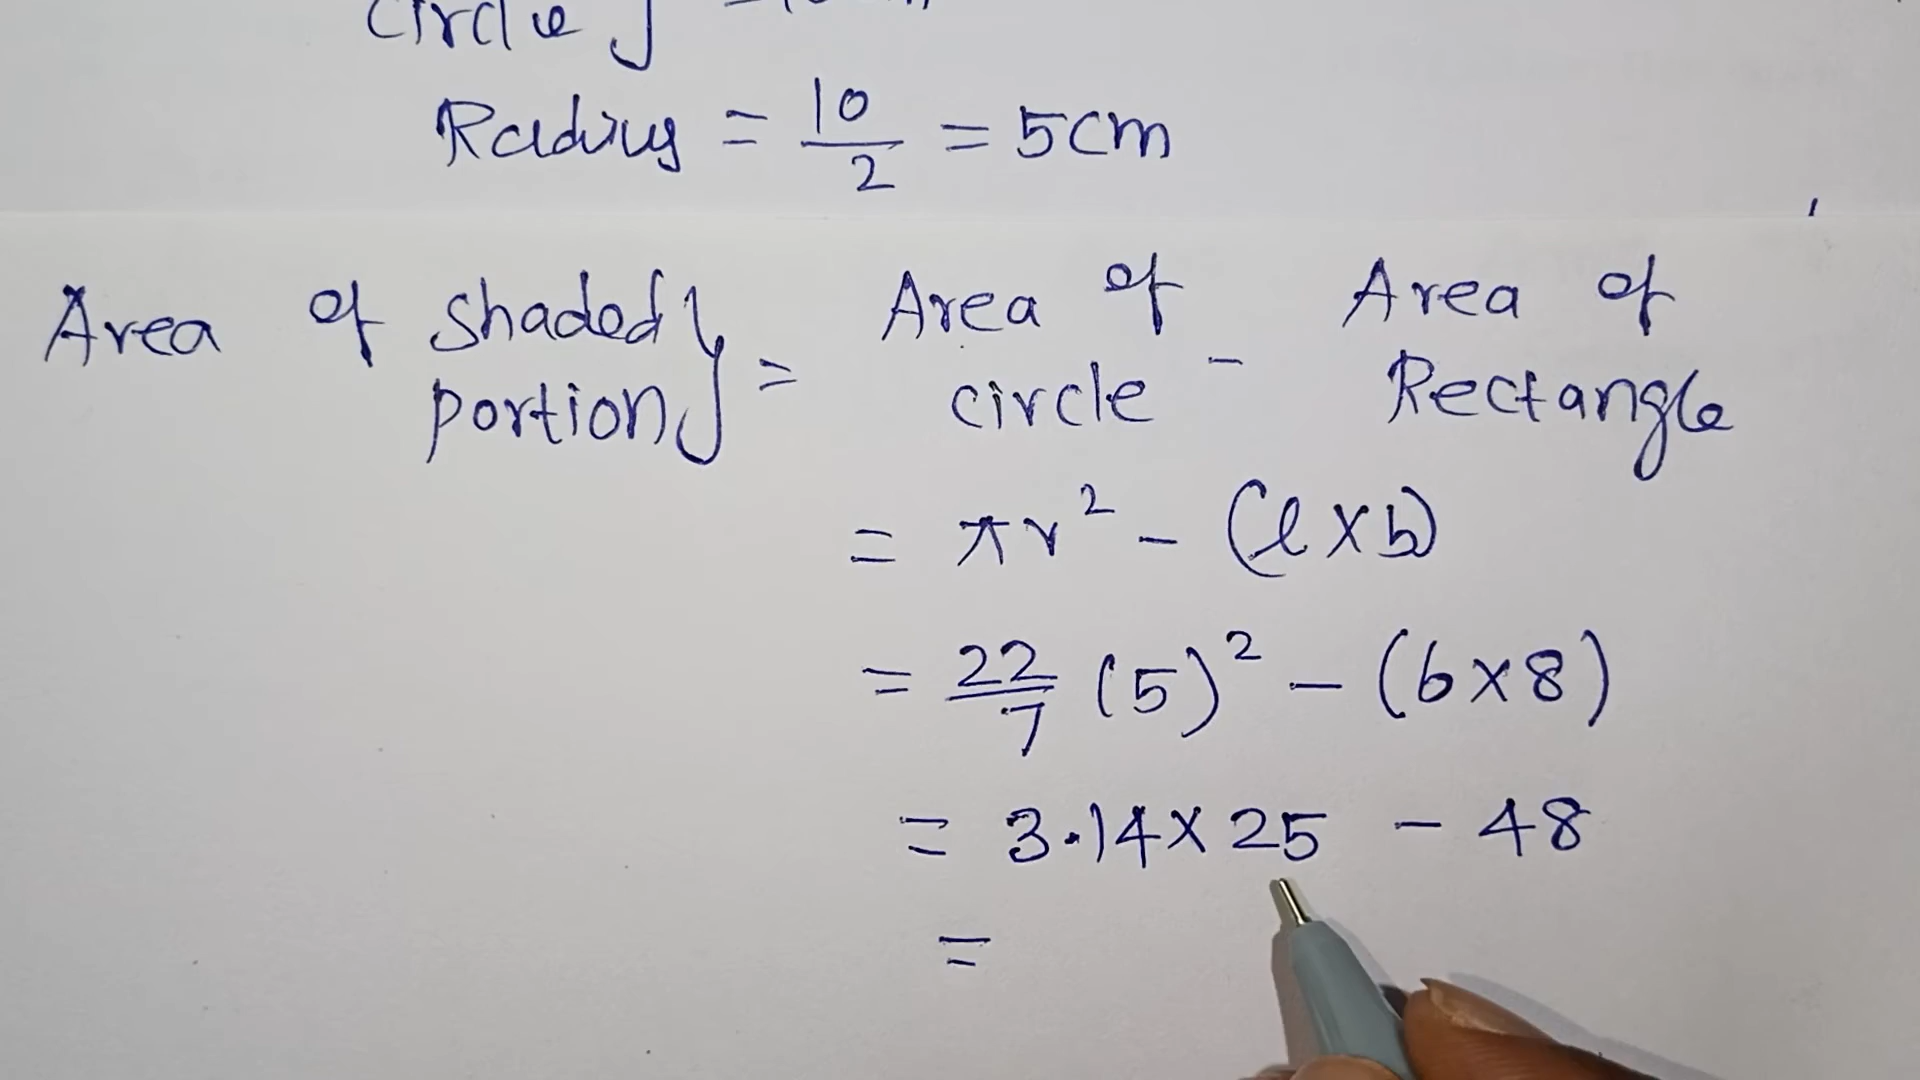 Circle }
Radius = 10/2 = 5cm
Area of shaded portion } = Area of circle - Area of Rectangle
= πr² - (l×b)
= 22/7 (5)² - (6×8)
= 3.14×25 - 48
=